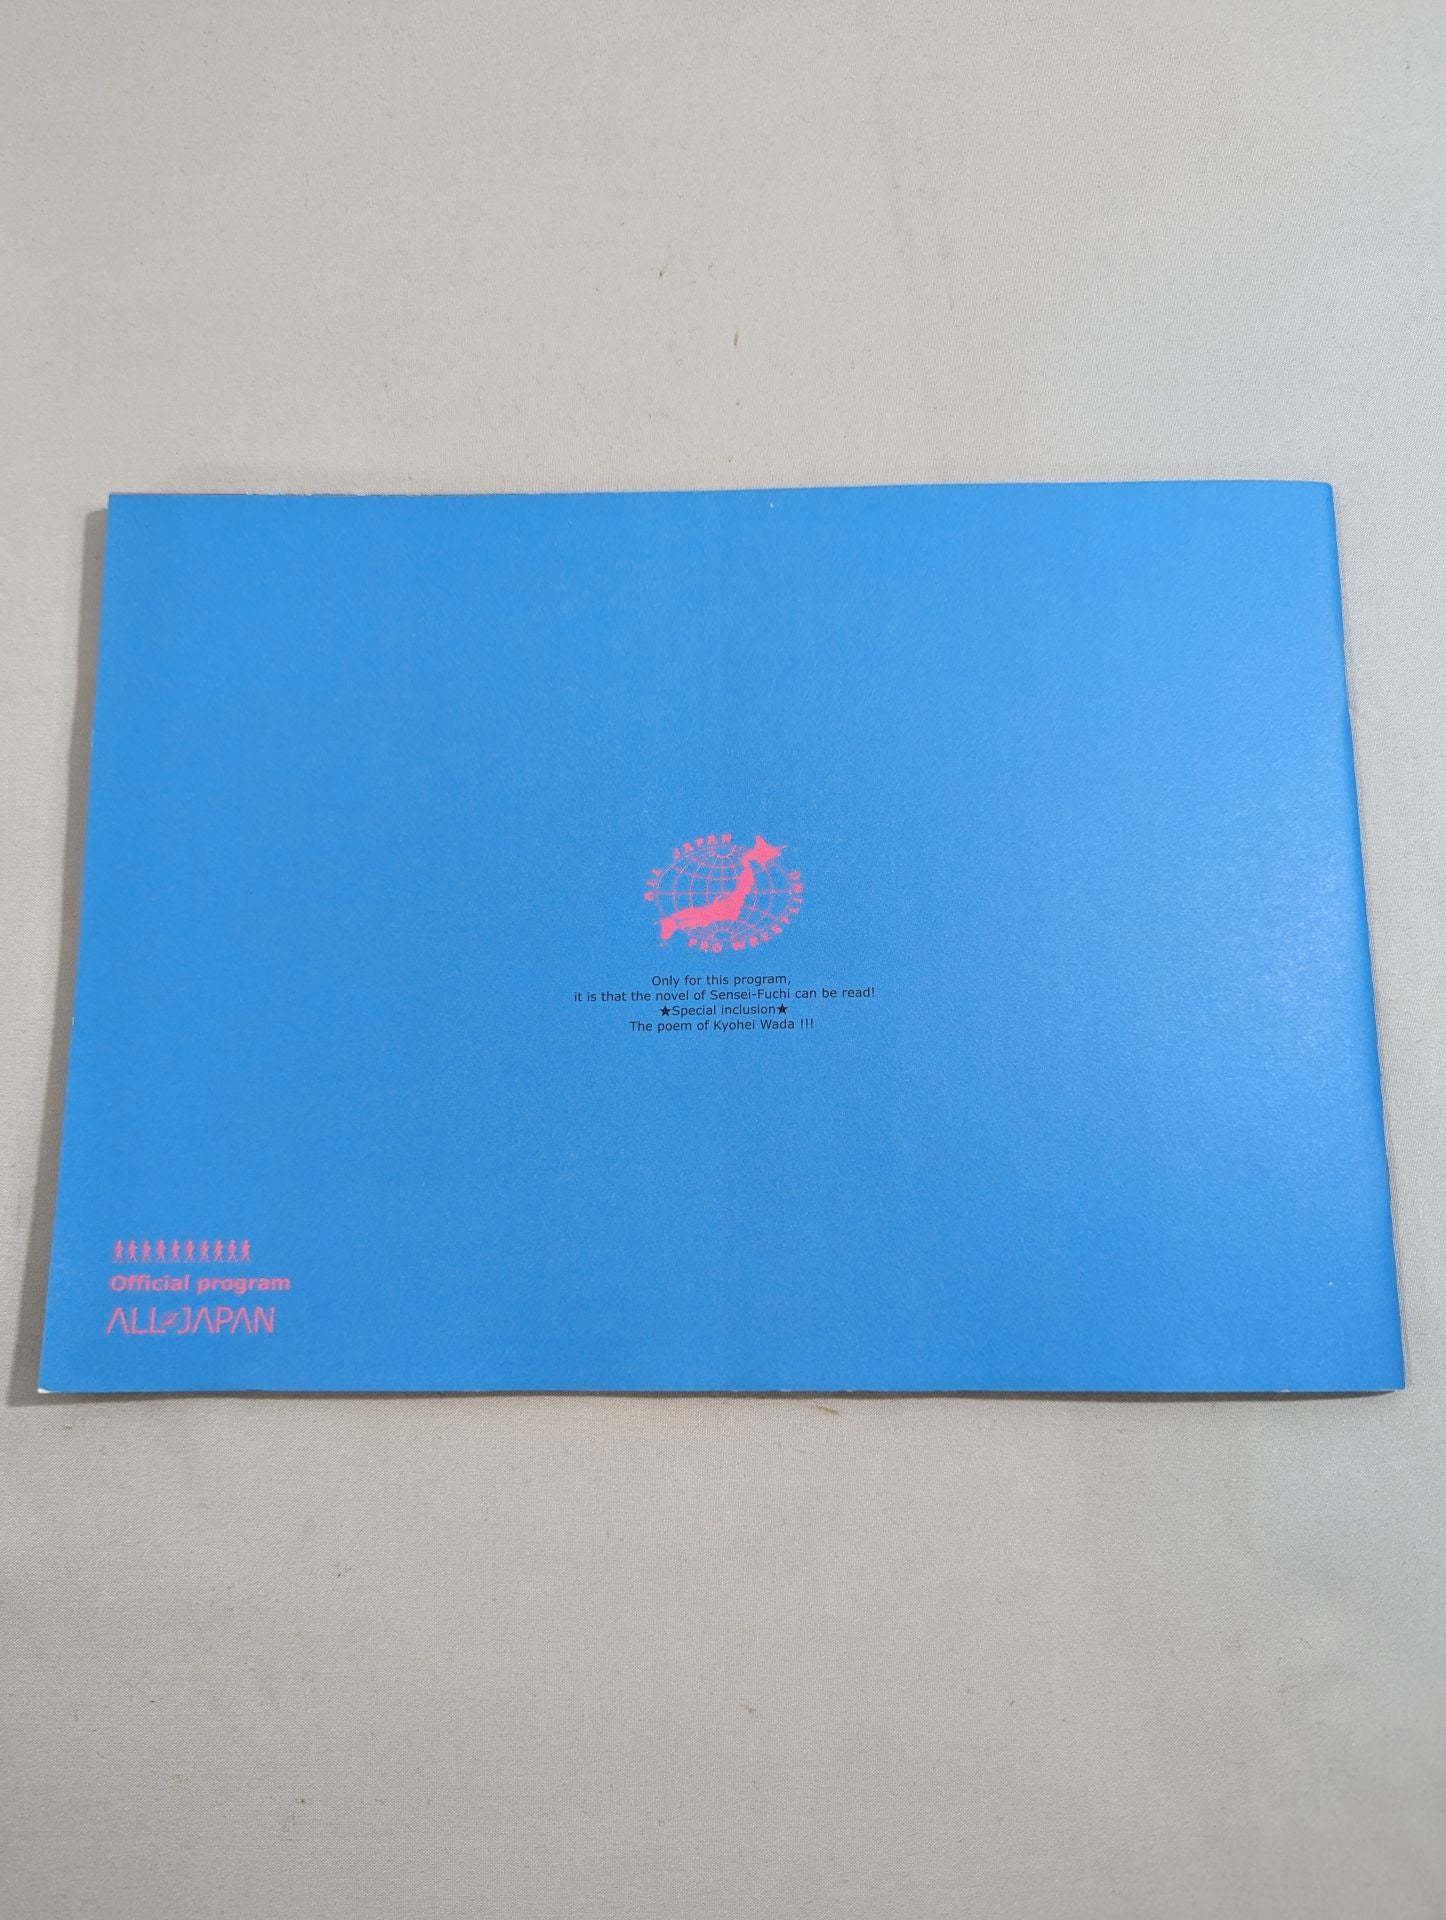 ALL JAPAN
PRO WRESTLING
Only for this program,
it is that the novel of Sensei-Fuchi can be read!
★Special inclusion★
The poem of Kyohei Wada !!!
Official program
ALL JAPAN